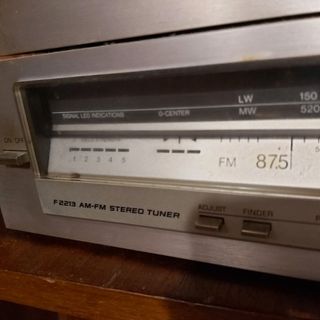 LW 150
SIGNAL LED INDICATIONS 0-CENTER MW 520
1 2 3 4 5
FM 87.5
ON OFF
F2213 AM-FM STEREO TUNER
ADJUST FINDER